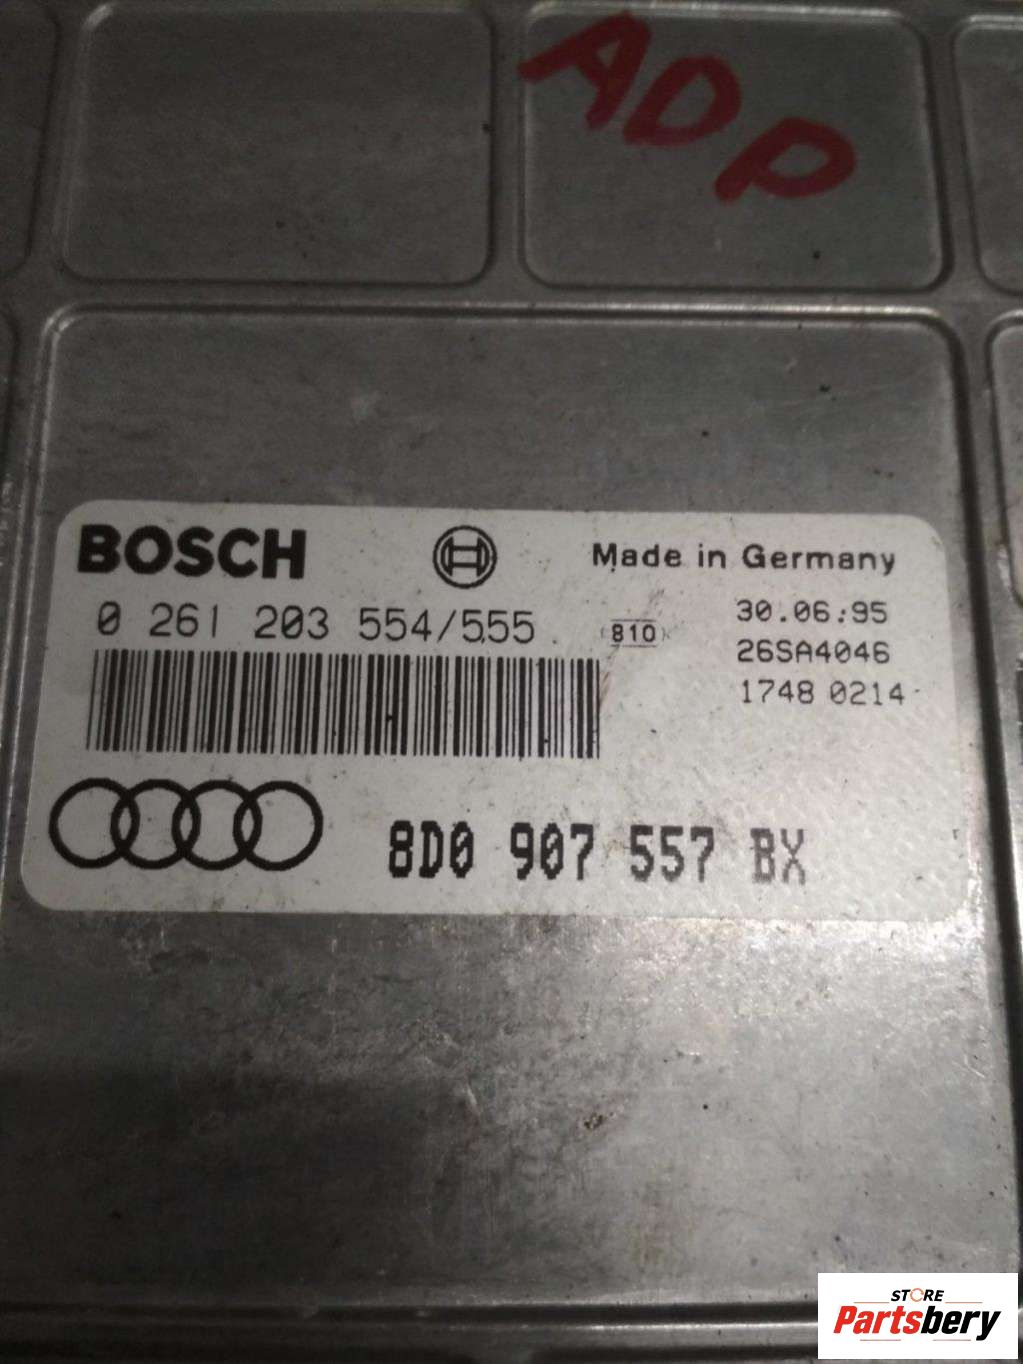 ADP
BOSCH
Made in Germany
0 261 203 554/555
810
30.06.95
26SA4046
1748 0214
8D0 907 557 BX
STORE
Partsbery